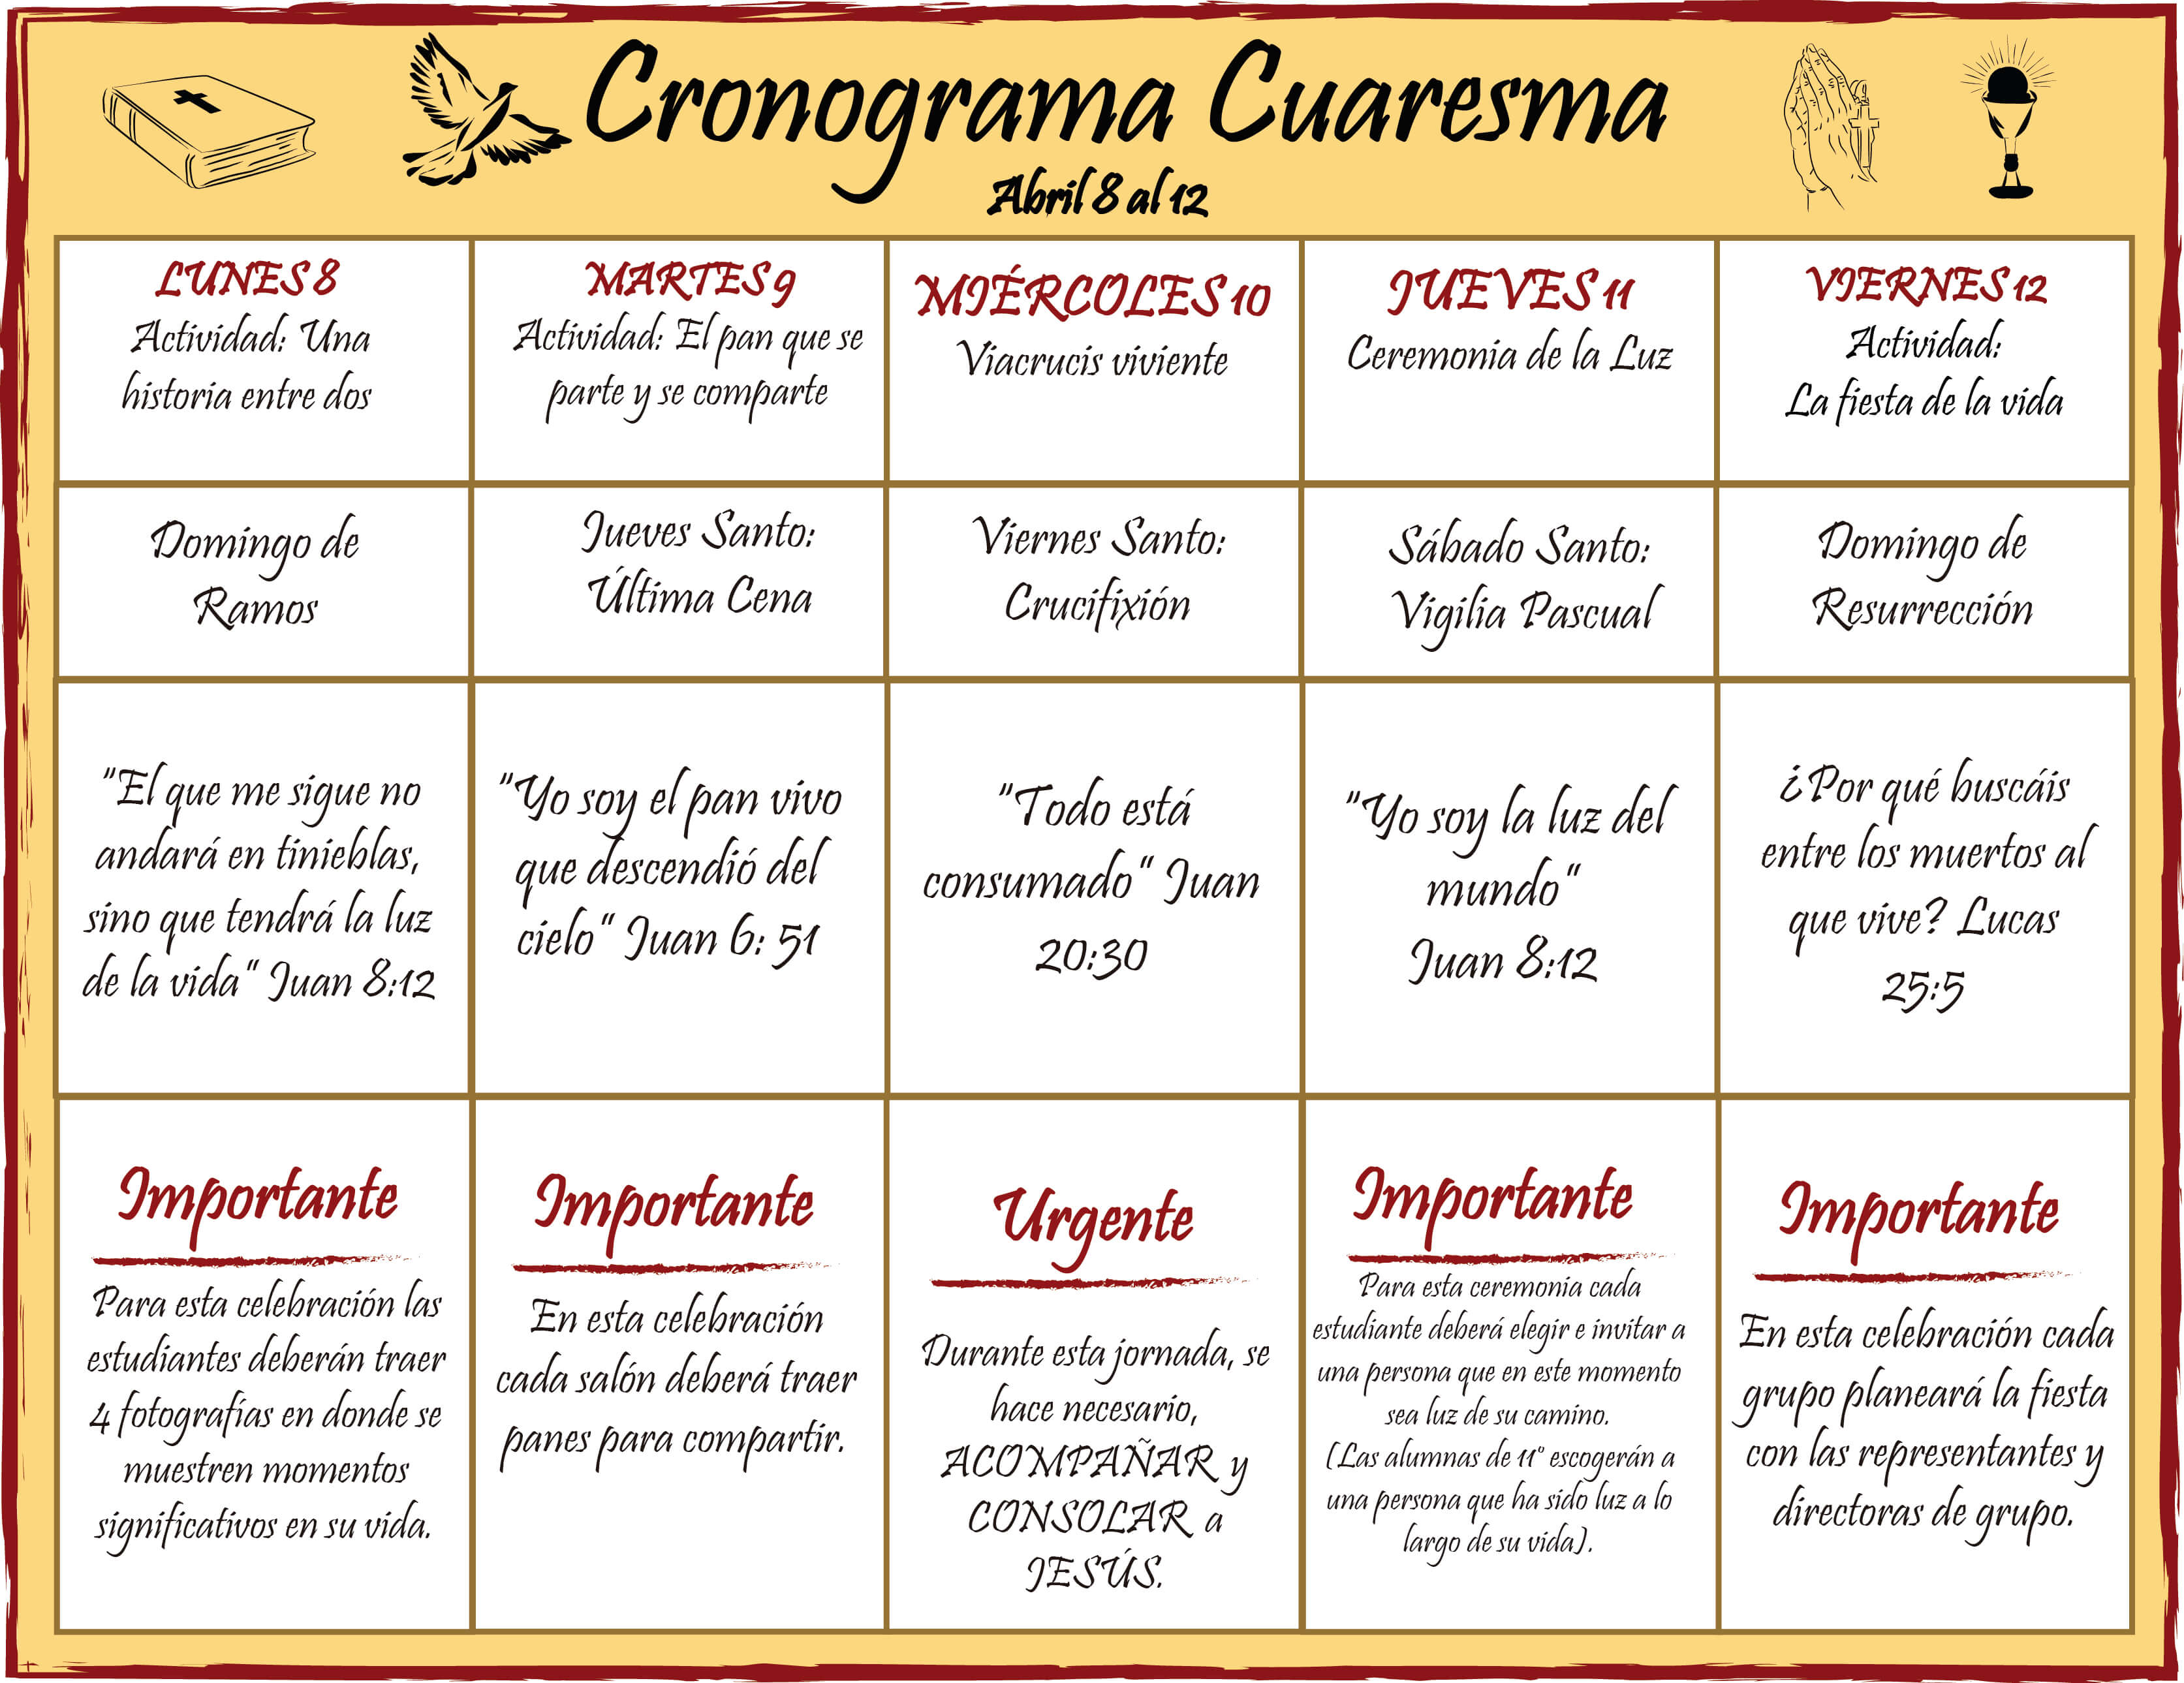 Cronograma Cuaresma
Abril 8 al 12
LUNES 8
Actividad: Una
historia entre dos
MARTES 9
Actividad: El pan que se
parte y se comparte
MIÉRCOLES 10
Viacrucis viviente
JUEVES 11
Ceremonia de la Luz
VIERNES 12
Actividad:
La fiesta de la vida
Domingo de
Ramos
Jueves Santo:
Última Cena
Viernes Santo:
Crucifixión
Sábado Santo:
Vigilia Pascual
Domingo de
Resurrección
"El que me sigue no
andará en tinieblas,
sino que tendrá la luz
de la vida" Juan 8:12
"Yo soy el pan vivo
que descendió del
cielo" Juan 6: 51
"Todo está
consumado" Juan
20:30
"Yo soy la luz del
mundo"
Juan 8:12
¿Por qué buscáis
entre los muertos al
que vive? Lucas
25:5
Importante
Para esta celebración las
estudiantes deberán traer
4 fotografías en donde se
muestren momentos
significativos en su vida.
Importante
En esta celebración
cada salón deberá traer
panes para compartir.
Urgente
Durante esta jornada, se
hace necesario,
ACOMPAÑAR y
CONSOLAR a
JESÚS.
Importante
Para esta ceremonia cada
estudiante deberá elegir e invitar a
una persona que en este momento
sea luz de su camino.
(Las alumnas de 11° escogerán a
una persona que ha sido luz a lo
largo de su vida).
Importante
En esta celebración cada
grupo planeará la fiesta
con las representantes y
directoras de grupo.